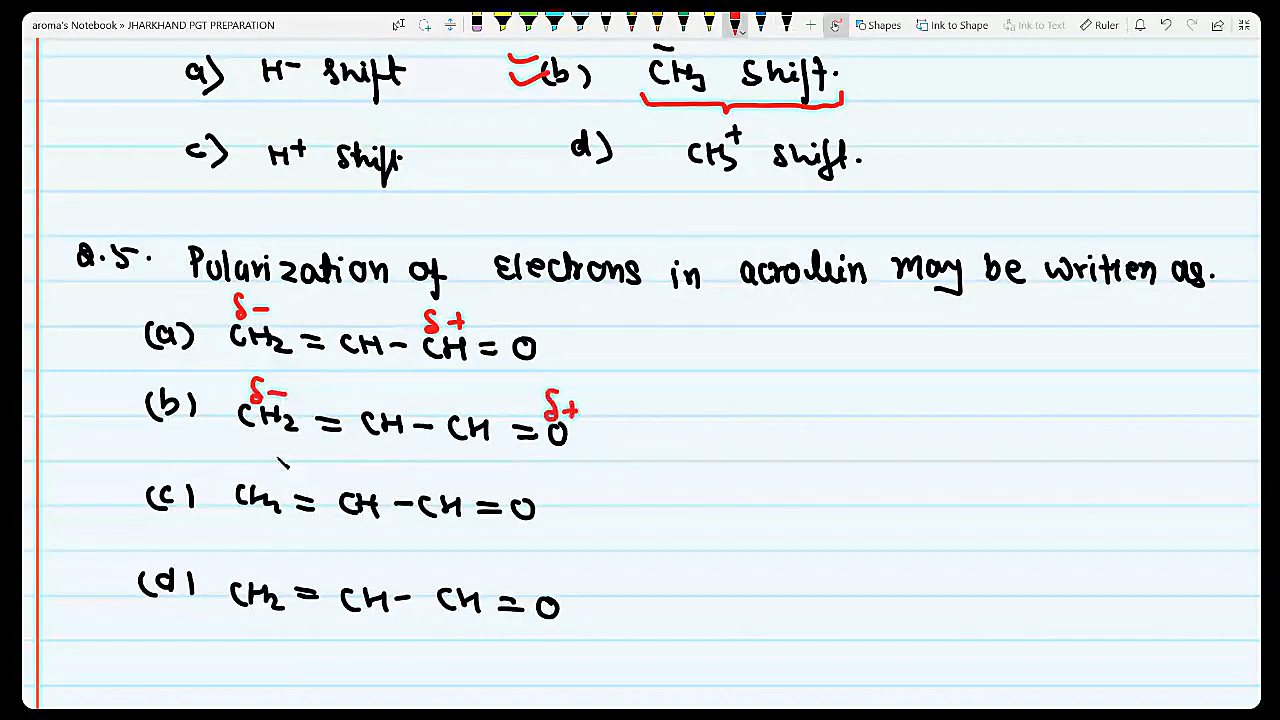 aroma's Notebook » JHARKHAND PGT PREPARATION Shapes Ink to Shape Ink to Text Ruler
a) H⁻ shift (b) C̄H₃ shift.
c) H⁺ shift d) CH₃⁺ shift.
Q.5. Polarization of electrons in acrolein may be written as.
δ- δ+
(a) CH₂ = CH - CH = O
δ- δ+
(b) CH₂ = CH - CH = O
(c) CH₂ = CH - CH = O
(d) CH₂ = CH - CH = O